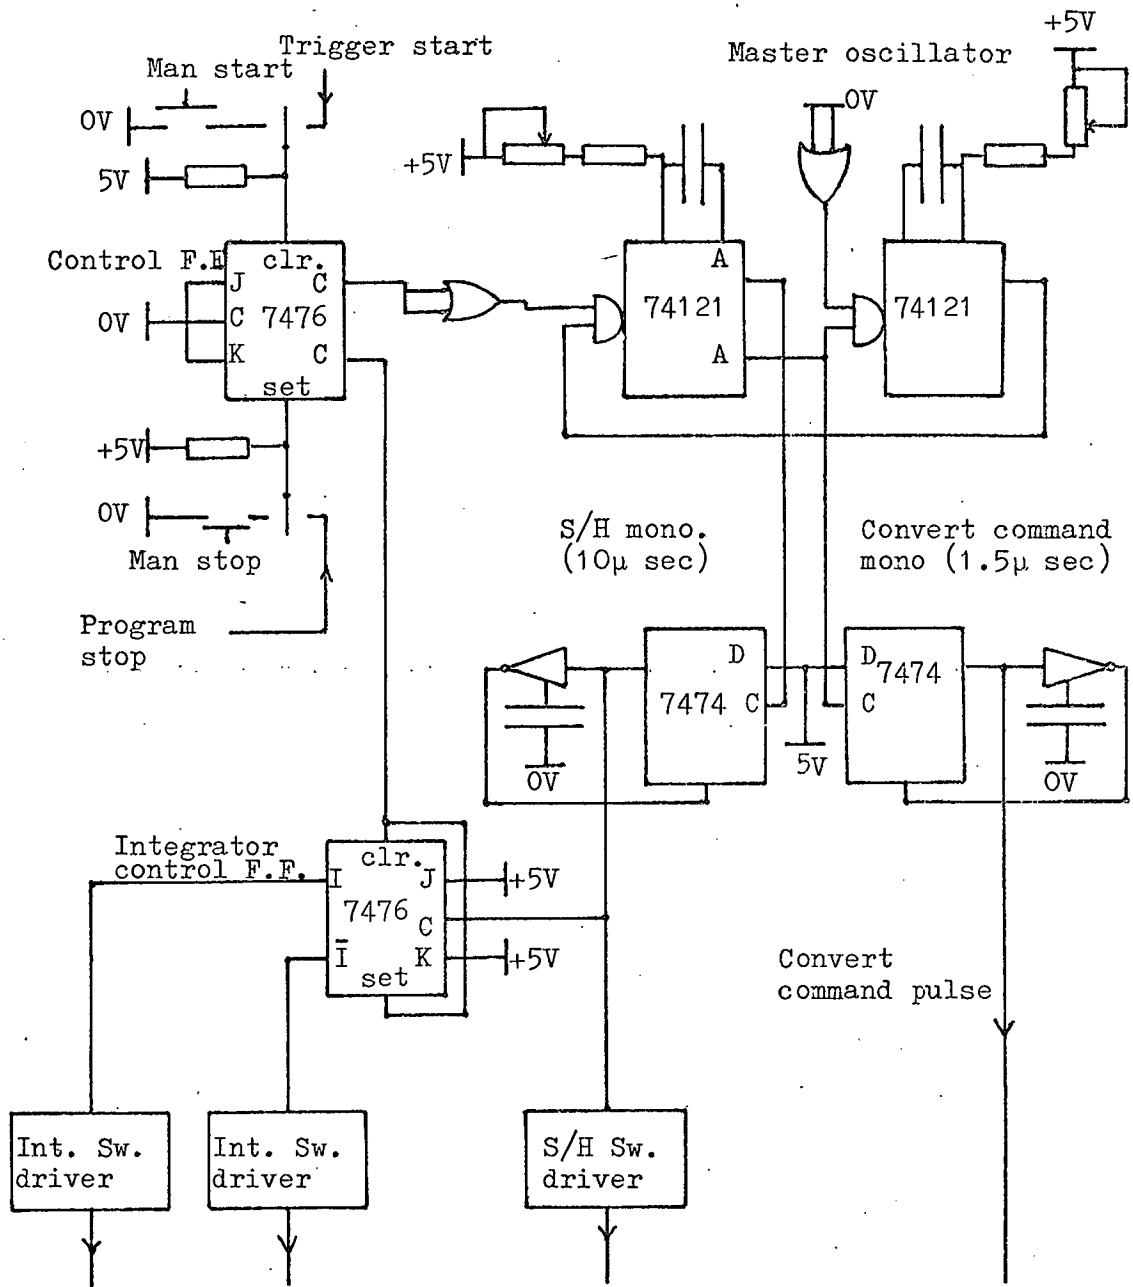 Trigger start
Man start
0V
5V
Master oscillator
+5V
0V
+5V
Control F.F
clr.
J C
C 7476
K C
set
0V
A
74121
A
74121
+5V
0V
Man stop
Program
stop
S/H mono.
(10μ sec)
Convert command
mono (1.5μ sec)
D
7474 C
D
7474
C
5V
0V
0V
Integrator
control F.F.
clr.
I J
7476
C
Ī K
set
+5V
+5V
Convert
command pulse
Int. Sw.
driver
Int. Sw.
driver
S/H Sw.
driver